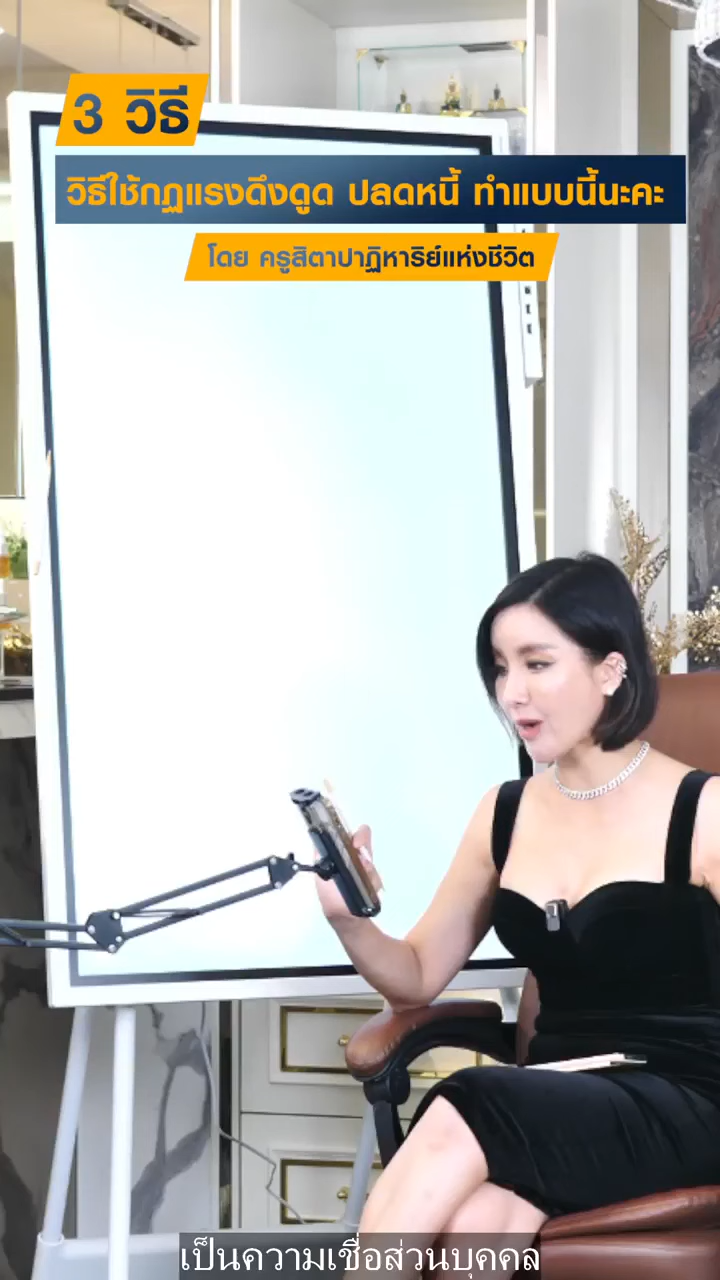 3 วิธี
วิธีใช้กฎแรงดึงดูด ปลดหนี้ ทำแบบนี้นะคะ
โดย ครูสิตาปาฏิหาริย์แห่งชีวิต
เป็นความเชื่อส่วนบุคคล